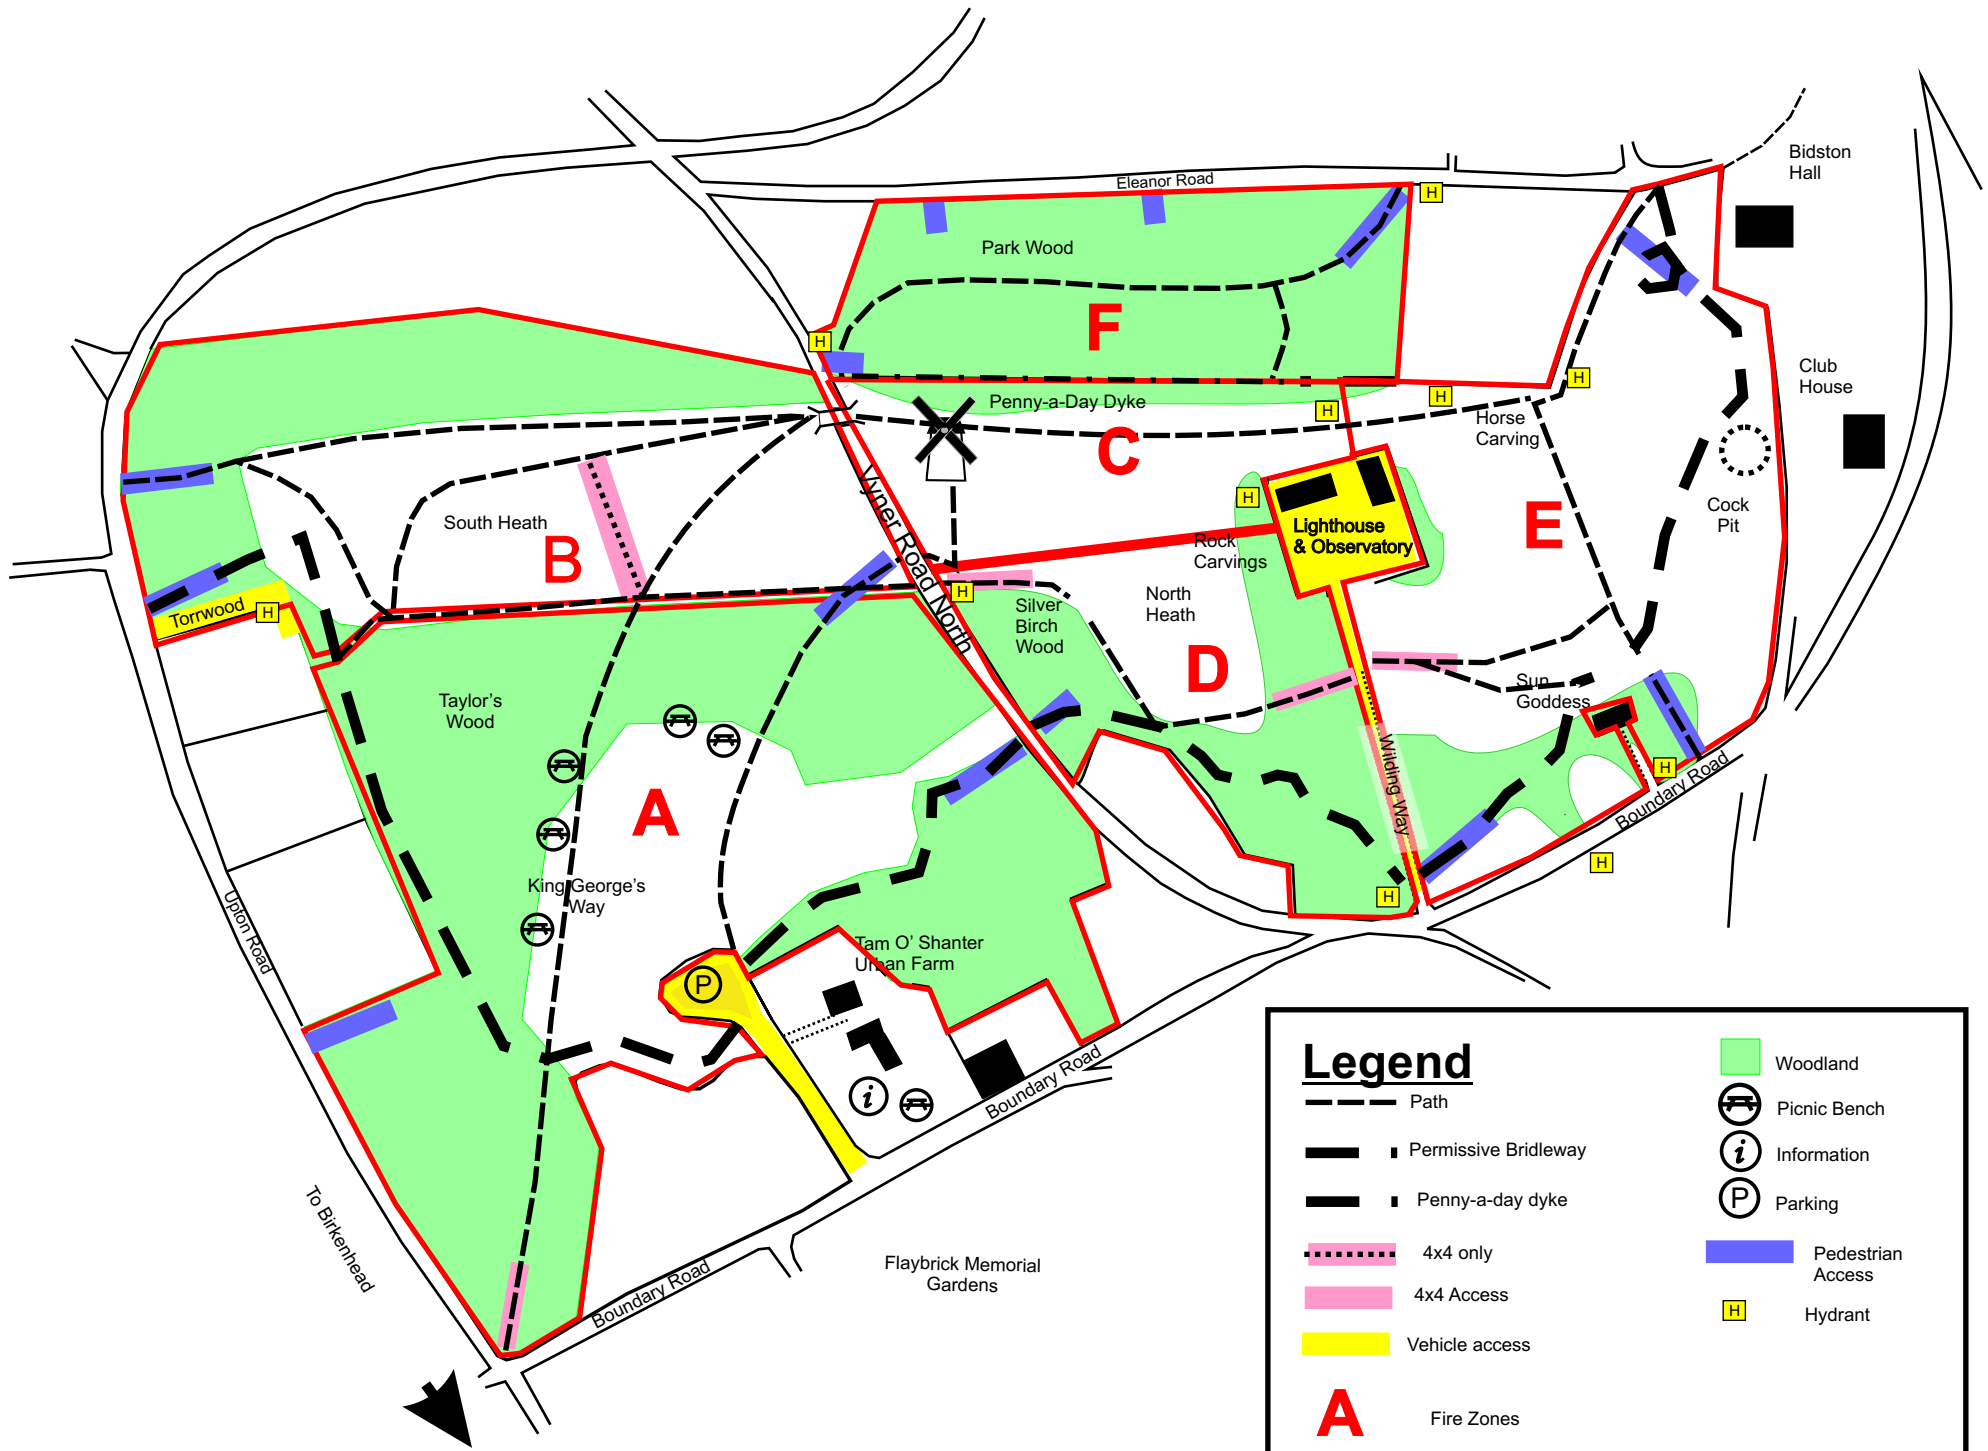 Bidston
Hall
Eleanor Road
H
Park Wood
F
H
Club
House
H
Penny-a-Day Dyke
H
H
Horse
Carving
C
Vyner Road North
South Heath
B
H
Lighthouse
& Observatory
E
Cock
Pit
Rock
Carvings
Torrwood
H
H
Silver
Birch
Wood
North
Heath
D
Sun
Goddess
Taylor's
Wood
Wilding Way
H
Boundary Road
A
H
King George's
Way
H
Upton Road
Tam O' Shanter
Urban Farm
P
i
Boundary Road
To Birkenhead
Flaybrick Memorial
Gardens
Boundary Road
Legend
Path
Permissive Bridleway
Penny-a-day dyke
4x4 only
4x4 Access
Vehicle access
A
Fire Zones
Woodland
Picnic Bench
i
Information
P
Parking
Pedestrian
Access
H
Hydrant